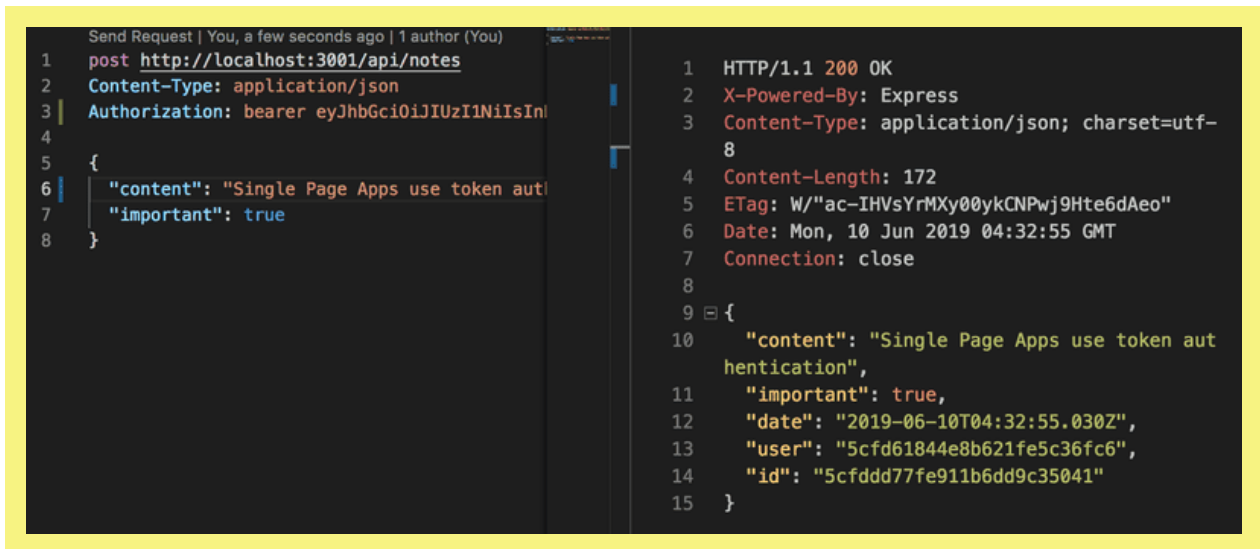 Send Request | You, a few seconds ago | 1 author (You)
1 post http://localhost:3001/api/notes
2 Content-Type: application/json
3 Authorization: bearer eyJhbGciOiJIUzI1NiIsIn
4
5 {
6 "content": "Single Page Apps use token aut
7 "important": true
8 }
1 HTTP/1.1 200 OK
2 X-Powered-By: Express
3 Content-Type: application/json; charset=utf-
8
4 Content-Length: 172
5 ETag: W/"ac-IHVsYrMXy00ykCNPwj9Hte6dAeo"
6 Date: Mon, 10 Jun 2019 04:32:55 GMT
7 Connection: close
8
9 {
10 "content": "Single Page Apps use token aut
hentication",
11 "important": true,
12 "date": "2019-06-10T04:32:55.030Z",
13 "user": "5cfd61844e8b621fe5c36fc6",
14 "id": "5cfddd77fe911b6dd9c35041"
15 }